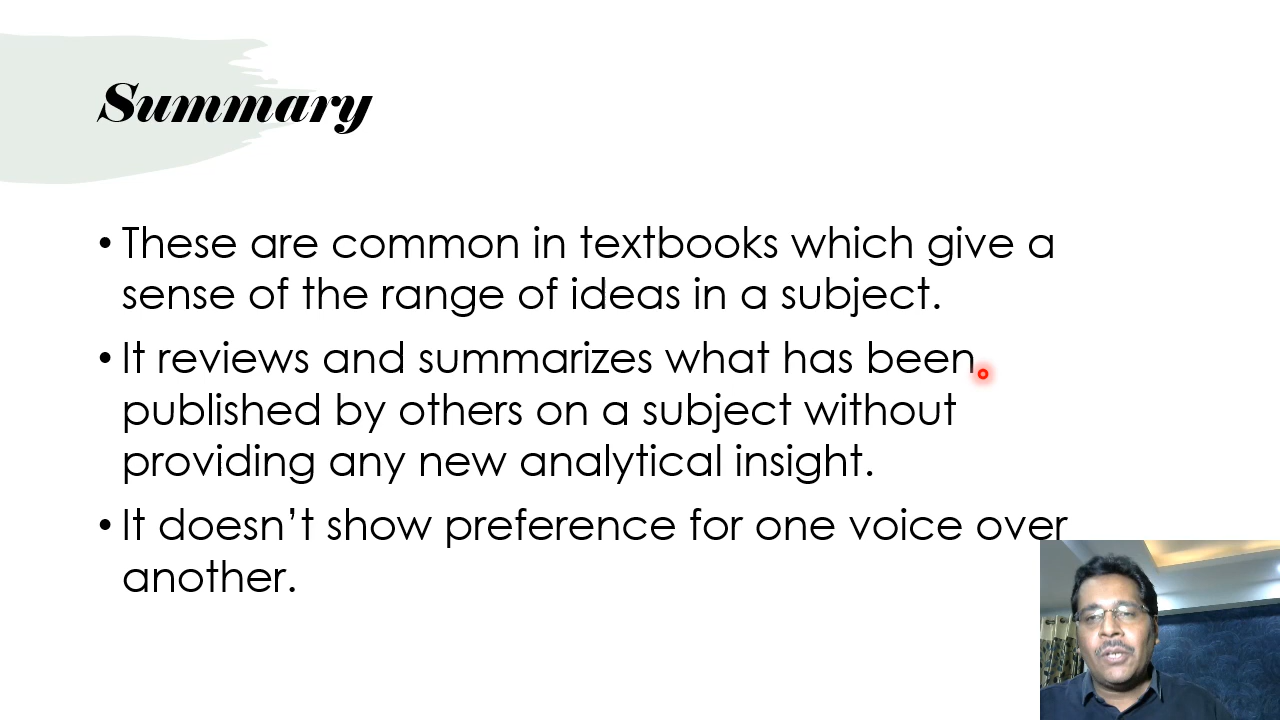 Summary
• These are common in textbooks which give a
sense of the range of ideas in a subject.
• It reviews and summarizes what has been
published by others on a subject without
providing any new analytical insight.
• It doesn’t show preference for one voice over
another.